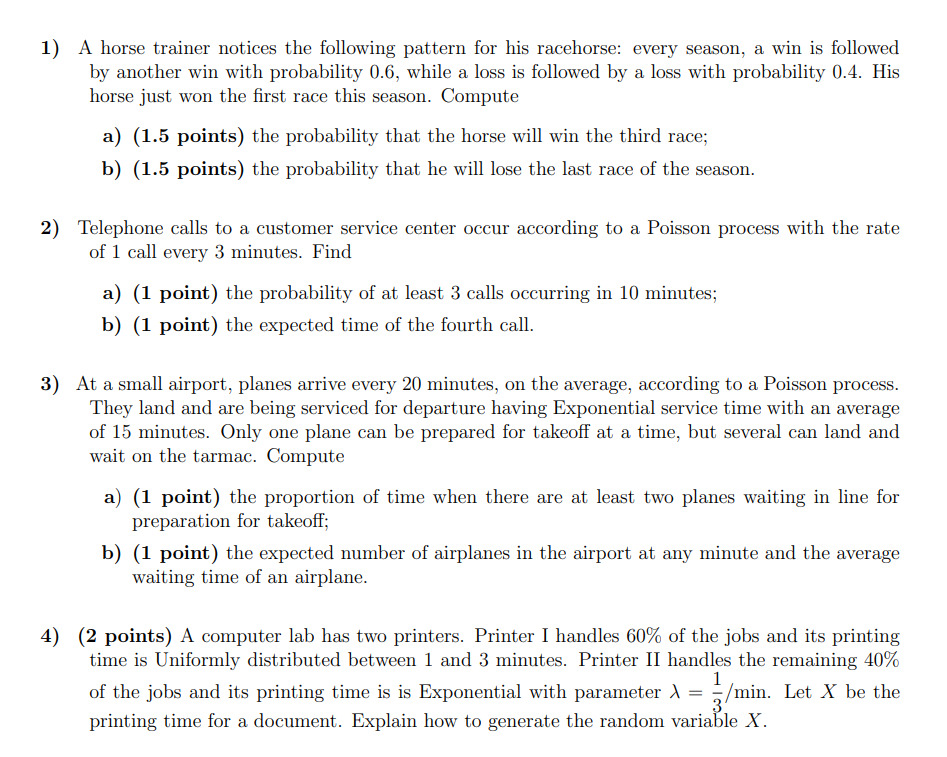 1) A horse trainer notices the following pattern for his racehorse: every season, a win is followed
by another win with probability 0.6, while a loss is followed by a loss with probability 0.4. His
horse just won the first race this season. Compute
a) (1.5 points) the probability that the horse will win the third race;
b) (1.5 points) the probability that he will lose the last race of the season.
2) Telephone calls to a customer service center occur according to a Poisson process with the rate
of 1 call every 3 minutes. Find
a) (1 point) the probability of at least 3 calls occurring in 10 minutes;
b) (1 point) the expected time of the fourth call.
3) At a small airport, planes arrive every 20 minutes, on the average, according to a Poisson process.
They land and are being serviced for departure having Exponential service time with an average
of 15 minutes. Only one plane can be prepared for takeoff at a time, but several can land and
wait on the tarmac. Compute
a) (1 point) the proportion of time when there are at least two planes waiting in line for
preparation for takeoff;
b) (1 point) the expected number of airplanes in the airport at any minute and the average
waiting time of an airplane.
4) (2 points) A computer lab has two printers. Printer I handles 60% of the jobs and its printing
time is Uniformly distributed between 1 and 3 minutes. Printer II handles the remaining 40%
of the jobs and its printing time is is Exponential with parameter λ = 1/3 /min. Let X be the
printing time for a document. Explain how to generate the random variable X.